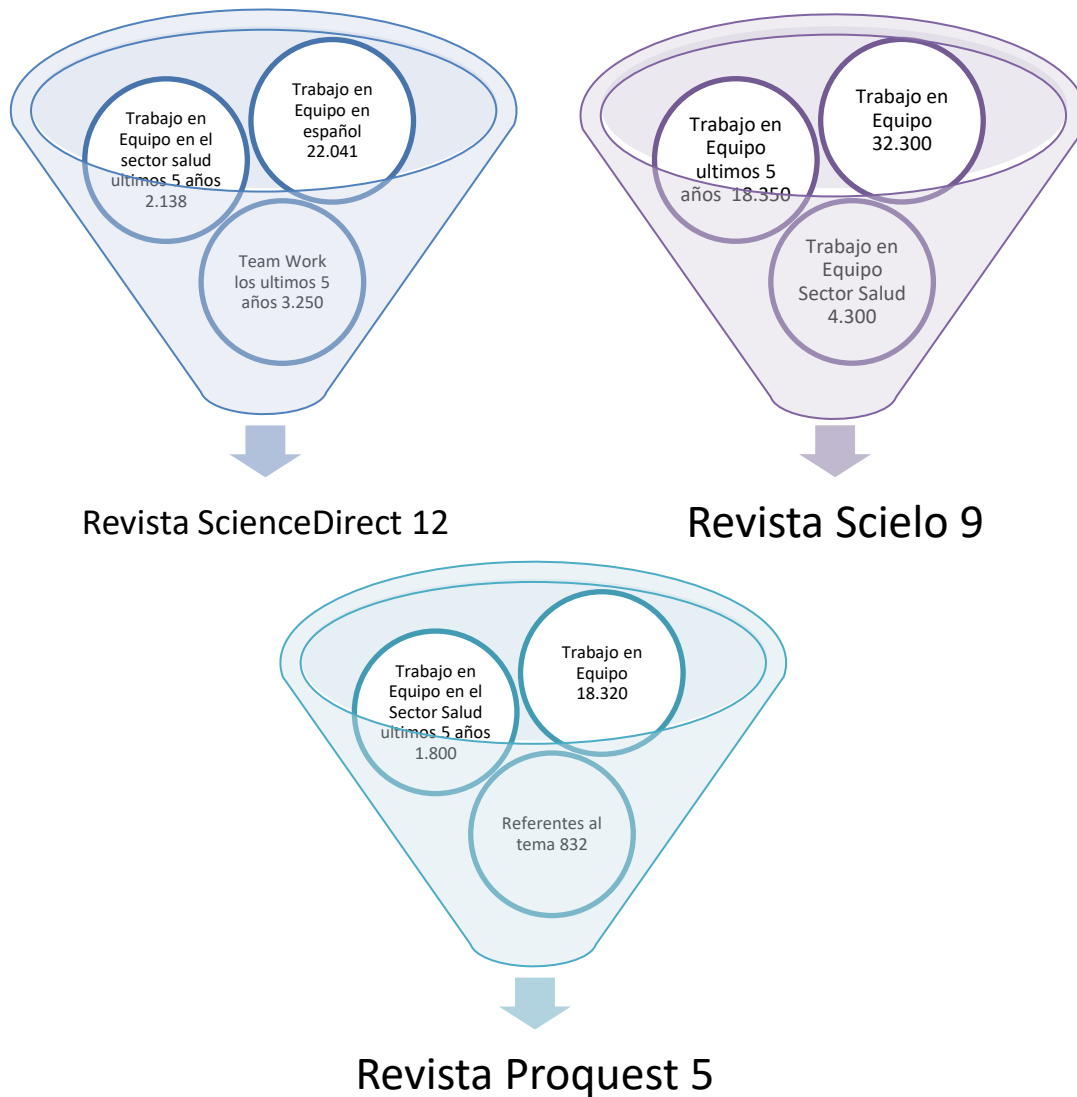 Trabajo en
Equipo en el
sector salud
ultimos 5 años
2.138
Trabajo en
Equipo en
español
22.041
Team Work
los ultimos 5
años 3.250
Revista ScienceDirect 12
Trabajo en
Equipo
ultimos 5
años 18.350
Trabajo en
Equipo
32.300
Trabajo en
Equipo
Sector Salud
4.300
Revista Scielo 9
Trabajo en
Equipo en el
Sector Salud
ultimos 5 años
1.800
Trabajo en
Equipo
18.320
Referentes al
tema 832
Revista Proquest 5